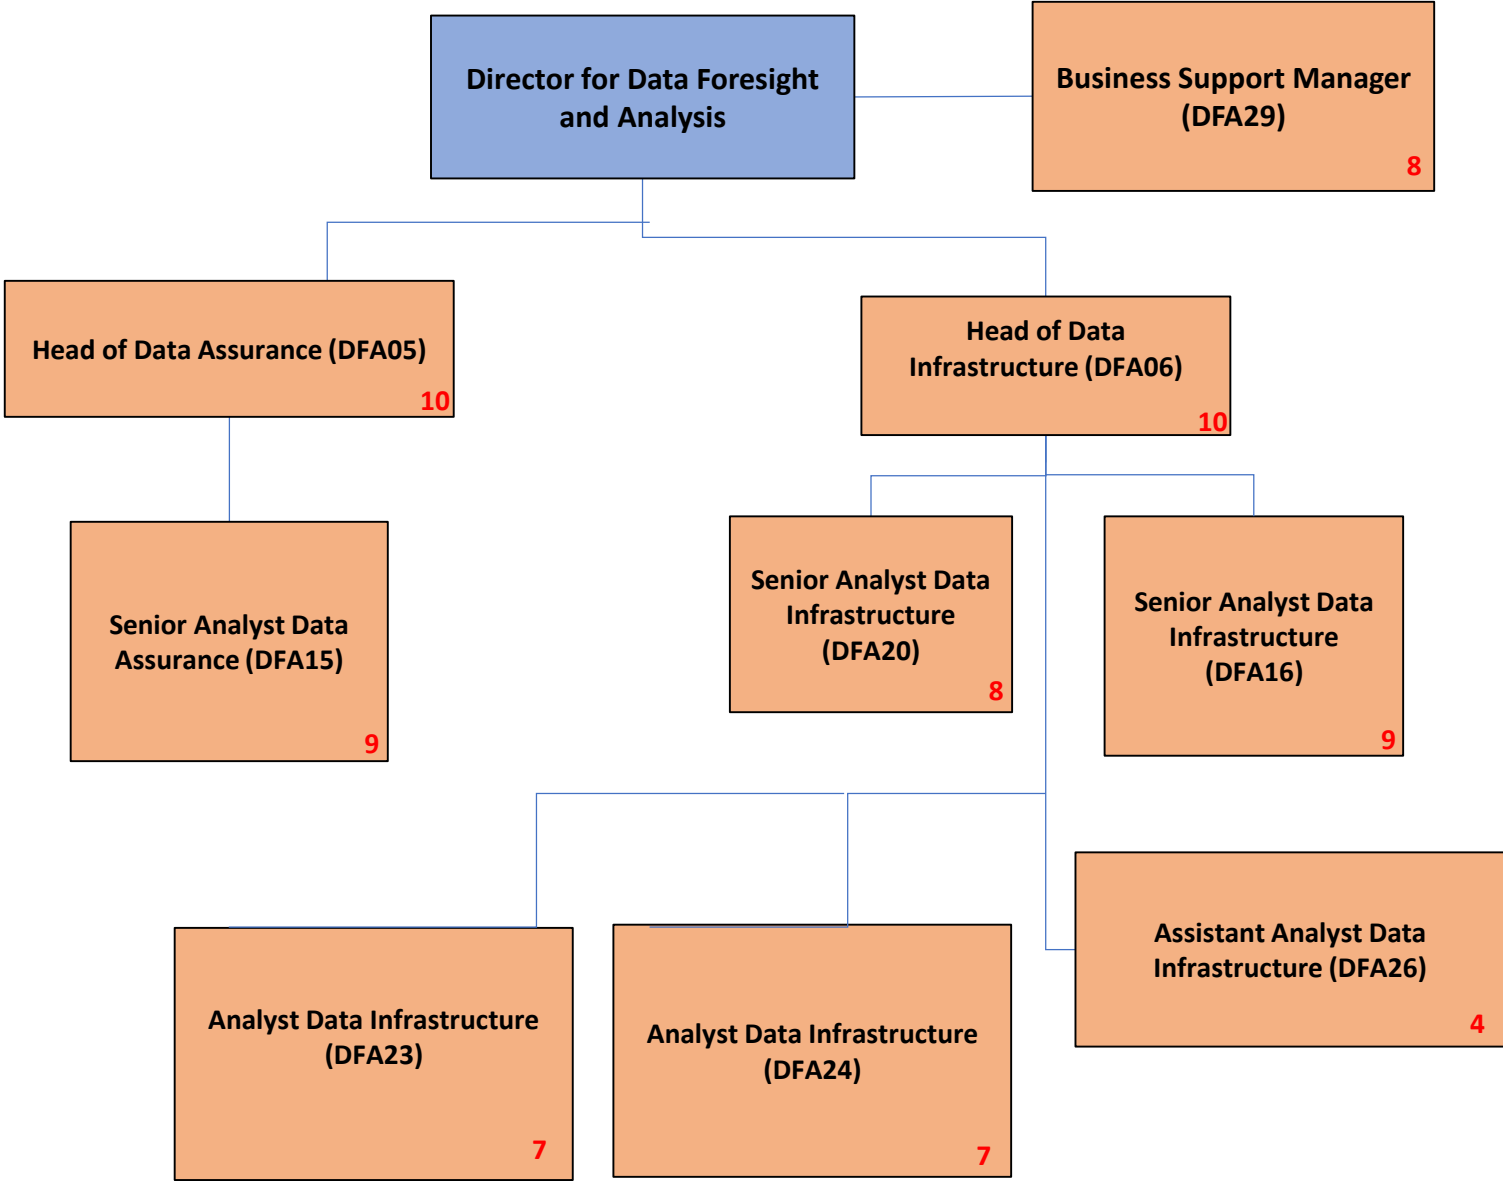 Director for Data Foresight
and Analysis
Business Support Manager
(DFA29)
8
Head of Data Assurance (DFA05)
10
Head of Data
Infrastructure (DFA06)
10
Senior Analyst Data
Assurance (DFA15)
9
Senior Analyst Data
Infrastructure
(DFA20)
8
Senior Analyst Data
Infrastructure
(DFA16)
9
Analyst Data Infrastructure
(DFA23)
7
Analyst Data Infrastructure
(DFA24)
7
Assistant Analyst Data
Infrastructure (DFA26)
4